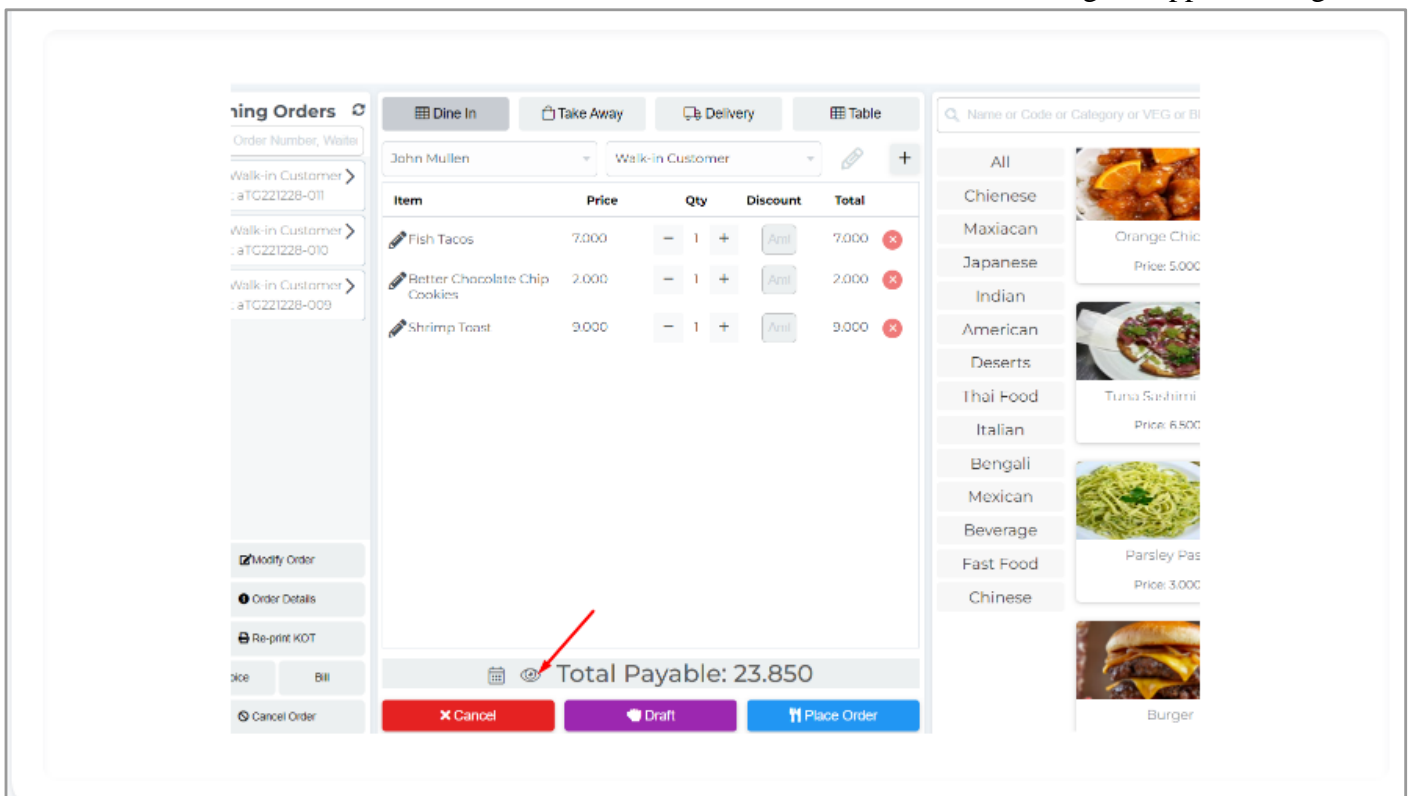 ning Orders
Order Number, Waiter
Walk-in Customer
: aTG221228-011
Walk-in Customer
: aTG221228-010
Walk-in Customer
: aTG221228-009
Modify Order
Order Details
Re-print KOT
oice
Bill
Cancel Order
Dine In
Take Away
Delivery
Table
John Mullen
Walk-in Customer
+
Item Price Qty Discount Total
Fish Tacos 7.000 − 1 + Amt 7.000
Better Chocolate Chip 2.000 − 1 + Amt 2.000
Cookies
Shrimp Toast 9.000 − 1 + Amt 9.000
Total Payable: 23.850
Cancel
Draft
Place Order
Name or Code or Category or VEG or
All
Chienese
Maxiacan
Japanese
Indian
American
Deserts
Thai Food
Italian
Bengali
Mexican
Beverage
Fast Food
Chinese
Orange Chic
Price: 5.000
Tuna Sashimi
Price: 6.500
Parsley Pas
Price: 3.000
Burger